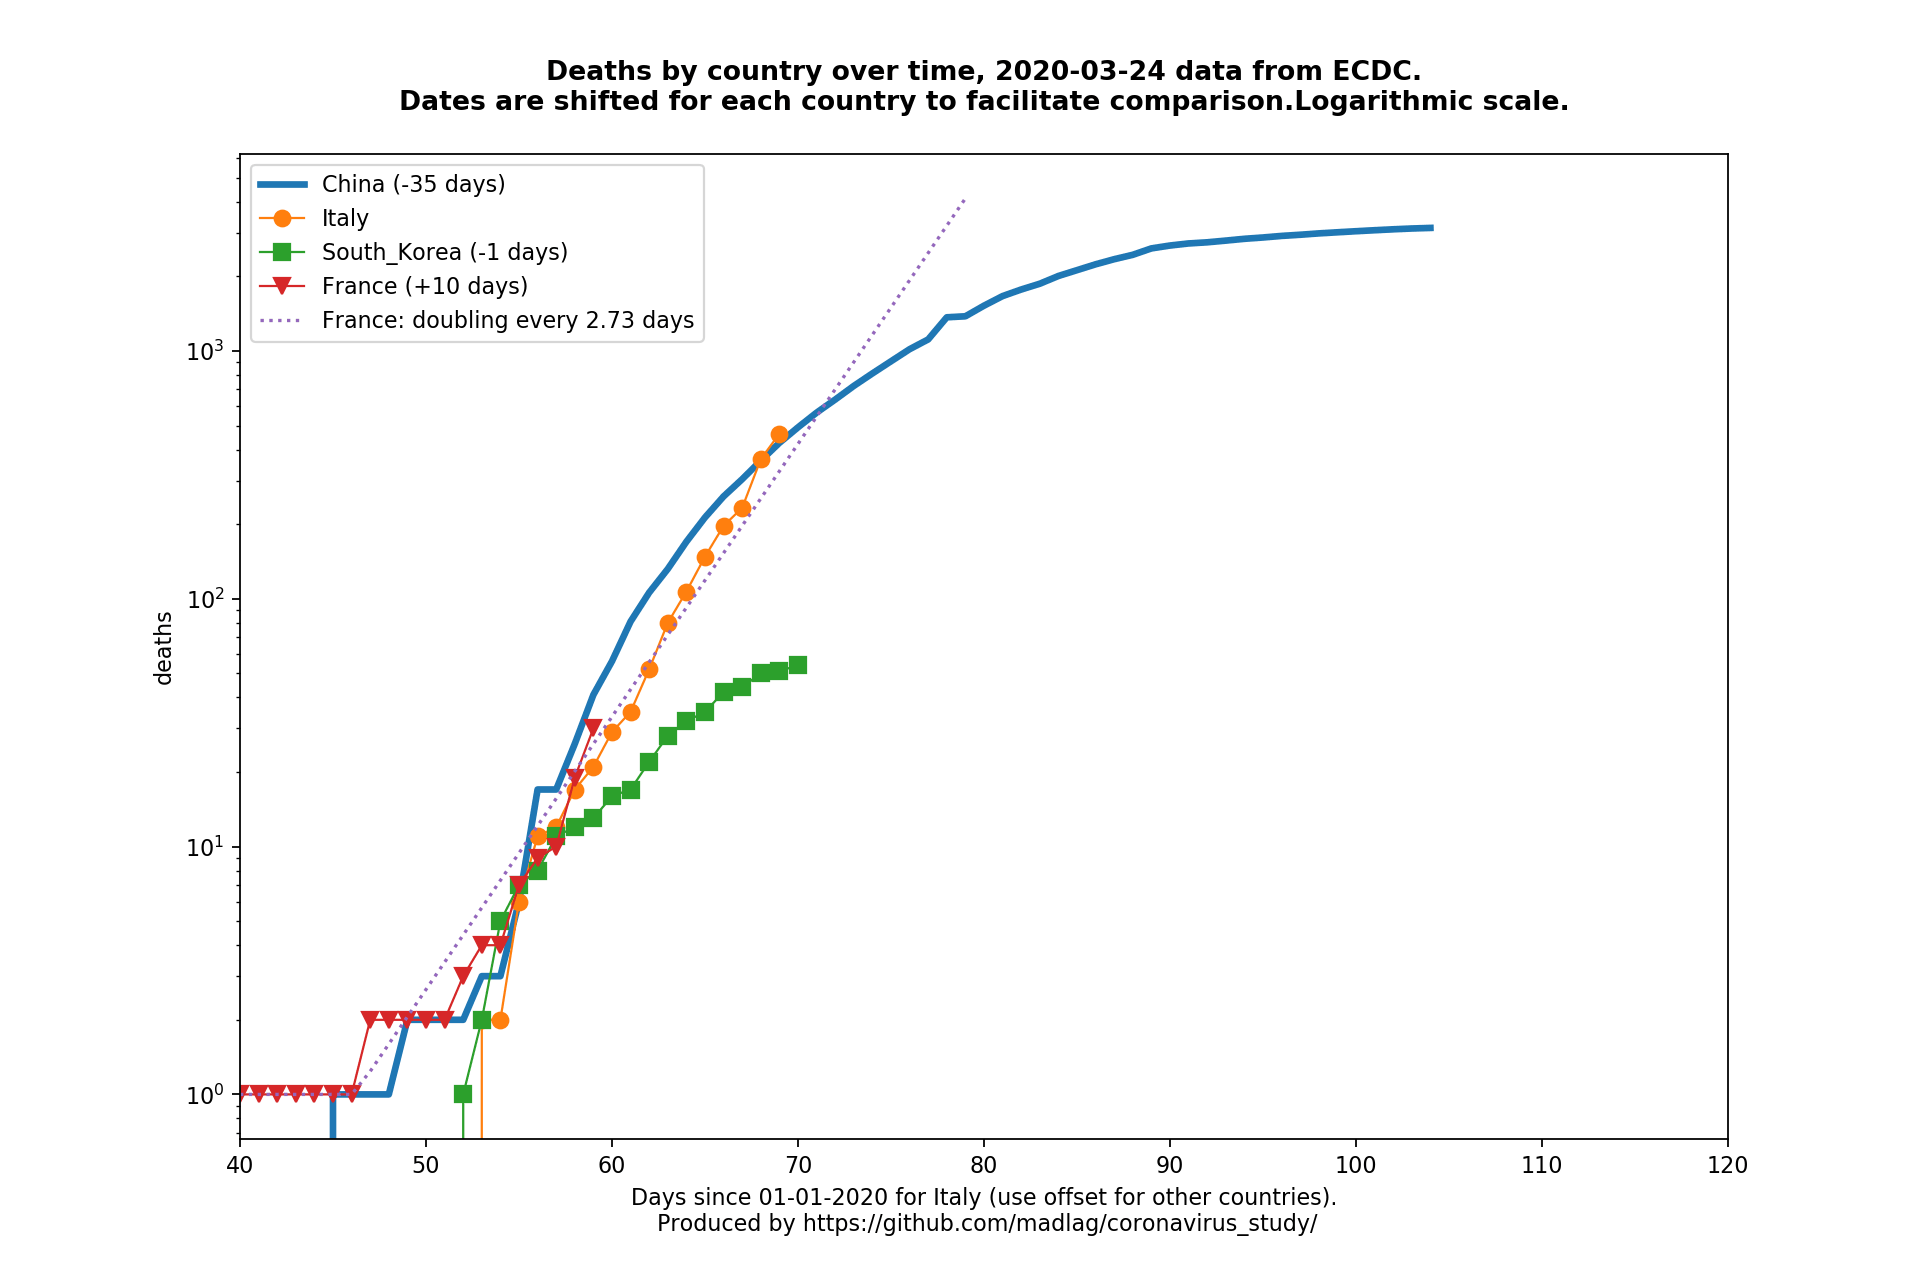 Deaths by country over time, 2020-03-24 data from ECDC.
Dates are shifted for each country to facilitate comparison.Logarithmic scale.
China (-35 days)
Italy
South_Korea (-1 days)
France (+10 days)
France: doubling every 2.73 days
deaths
10³
10²
10¹
10⁰
40 50 60 70 80 90 100 110 120
Days since 01-01-2020 for Italy (use offset for other countries).
Produced by https://github.com/madlag/coronavirus_study/